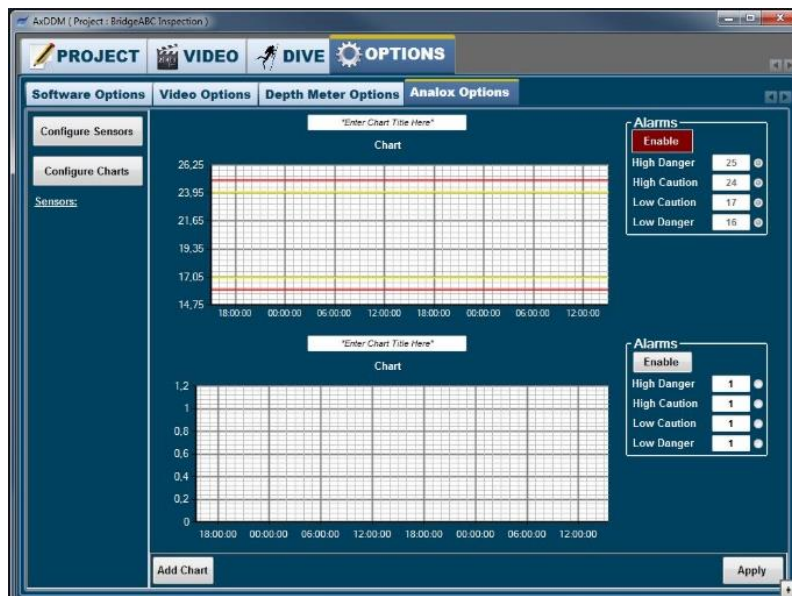 AxDDM ( Project : BridgeABC Inspection )
PROJECT VIDEO DIVE OPTIONS
Software Options Video Options Depth Meter Options Analox Options
Configure Sensors
Configure Charts
Sensors:
"Enter Chart Title Here"
Chart
26,25
23,95
21,65
19,35
17,05
14,75
18:00:00 00:00:00 06:00:00 12:00:00 18:00:00 00:00:00 06:00:00 12:00:00
Alarms
Enable
High Danger 25
High Caution 24
Low Caution 17
Low Danger 16
"Enter Chart Title Here"
Chart
1,2
1
0,8
0,6
0,4
0,2
0
18:00:00 00:00:00 06:00:00 12:00:00 18:00:00 00:00:00 06:00:00 12:00:00
Alarms
Enable
High Danger 1
High Caution 1
Low Caution 1
Low Danger 1
Add Chart
Apply